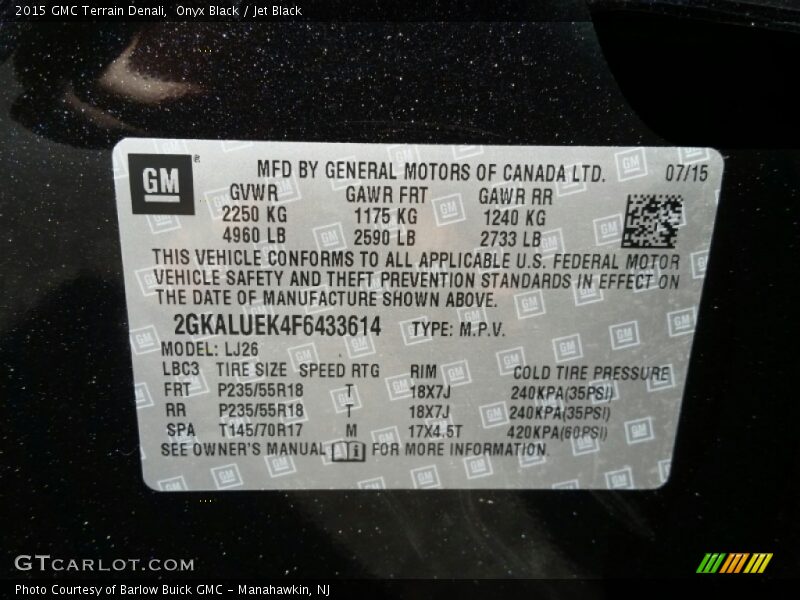 2015 GMC Terrain Denali, Onyx Black / Jet Black
GM®
MFD BY GENERAL MOTORS OF CANADA LTD. 07/15
GVWR GAWR FRT GAWR RR
2250 KG 1175 KG 1240 KG
4960 LB 2590 LB 2733 LB
THIS VEHICLE CONFORMS TO ALL APPLICABLE U.S. FEDERAL MOTOR
VEHICLE SAFETY AND THEFT PREVENTION STANDARDS IN EFFECT ON
THE DATE OF MANUFACTURE SHOWN ABOVE.
2GKALUEK4F6433614 TYPE: M.P.V.
MODEL: LJ26
LBC3 TIRE SIZE SPEED RTG RIM COLD TIRE PRESSURE
FRT P235/55R18 T 18X7J 240KPA(35PSI)
RR P235/55R18 T 18X7J 240KPA(35PSI)
SPA T145/70R17 M 17X4.5T 420KPA(60PSI)
SEE OWNER'S MANUAL i FOR MORE INFORMATION.
GTCARLOT.COM
Photo Courtesy of Barlow Buick GMC - Manahawkin, NJ